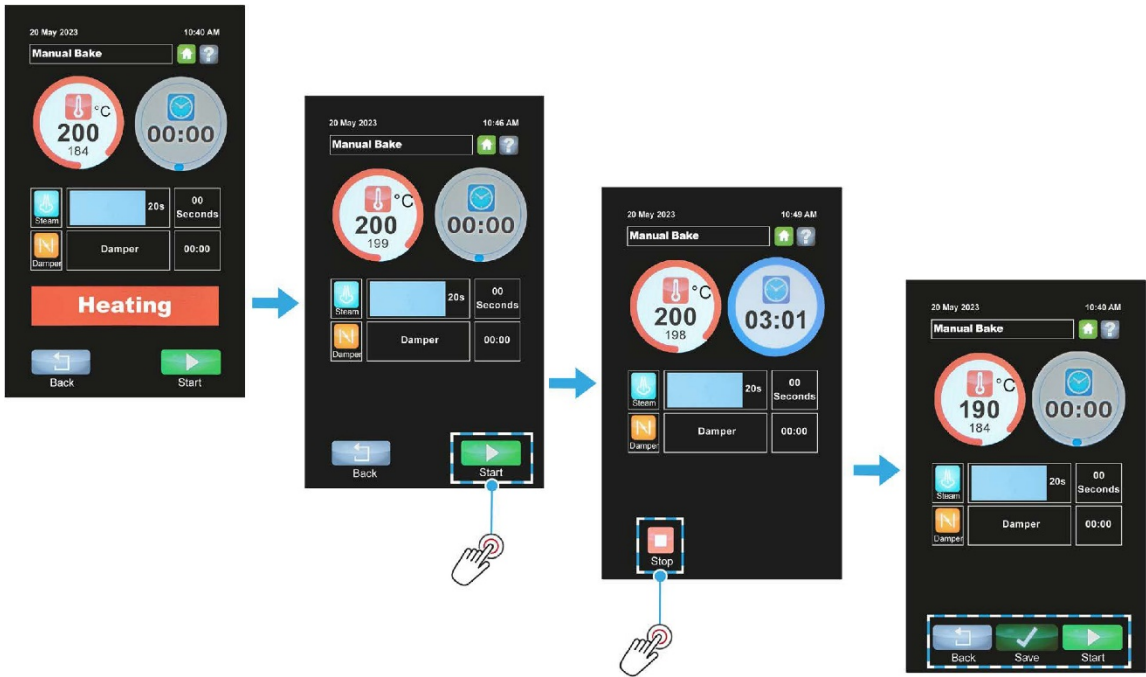 20 May 2023 10:40 AM
Manual Bake ?
°C
200
184
00:00
Steam 20s 00 Seconds
Damper Damper 00:00
Heating
Back Start
20 May 2023 10:46 AM
Manual Bake ?
°C
200
199
00:00
Steam 20s 00 Seconds
Damper Damper 00:00
Back Start
20 May 2023 10:49 AM
Manual Bake ?
°C
200
198
03:01
Steam 20s 00 Seconds
Damper Damper 00:00
Stop
20 May 2023 10:40 AM
Manual Bake ?
°C
190
184
00:00
Steam 20s 00 Seconds
Damper Damper 00:00
Back Save Start